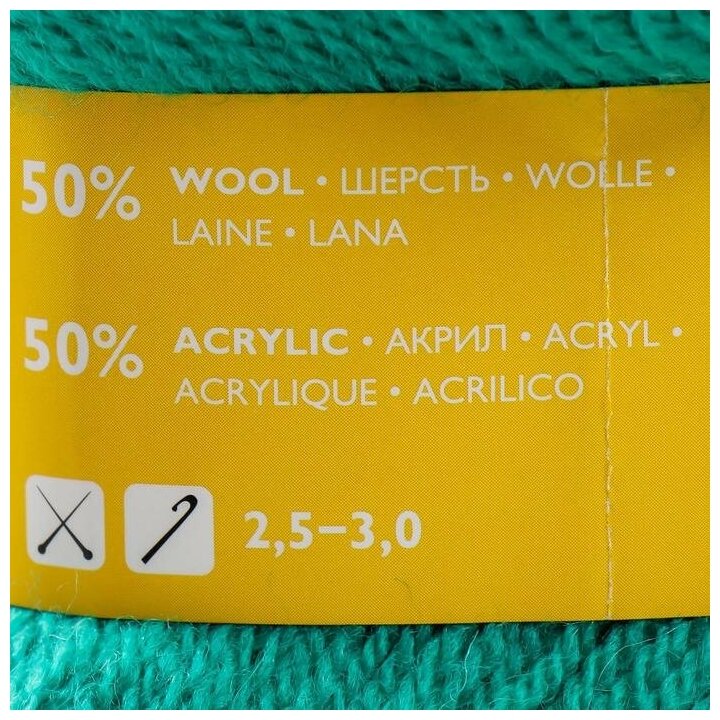 50% WOOL • ШЕРСТЬ • WOLLE •
LAINE • LANA
50% ACRYLIC • АКРИЛ • ACRYL •
ACRYLIQUE • ACRILICO
2,5–3,0